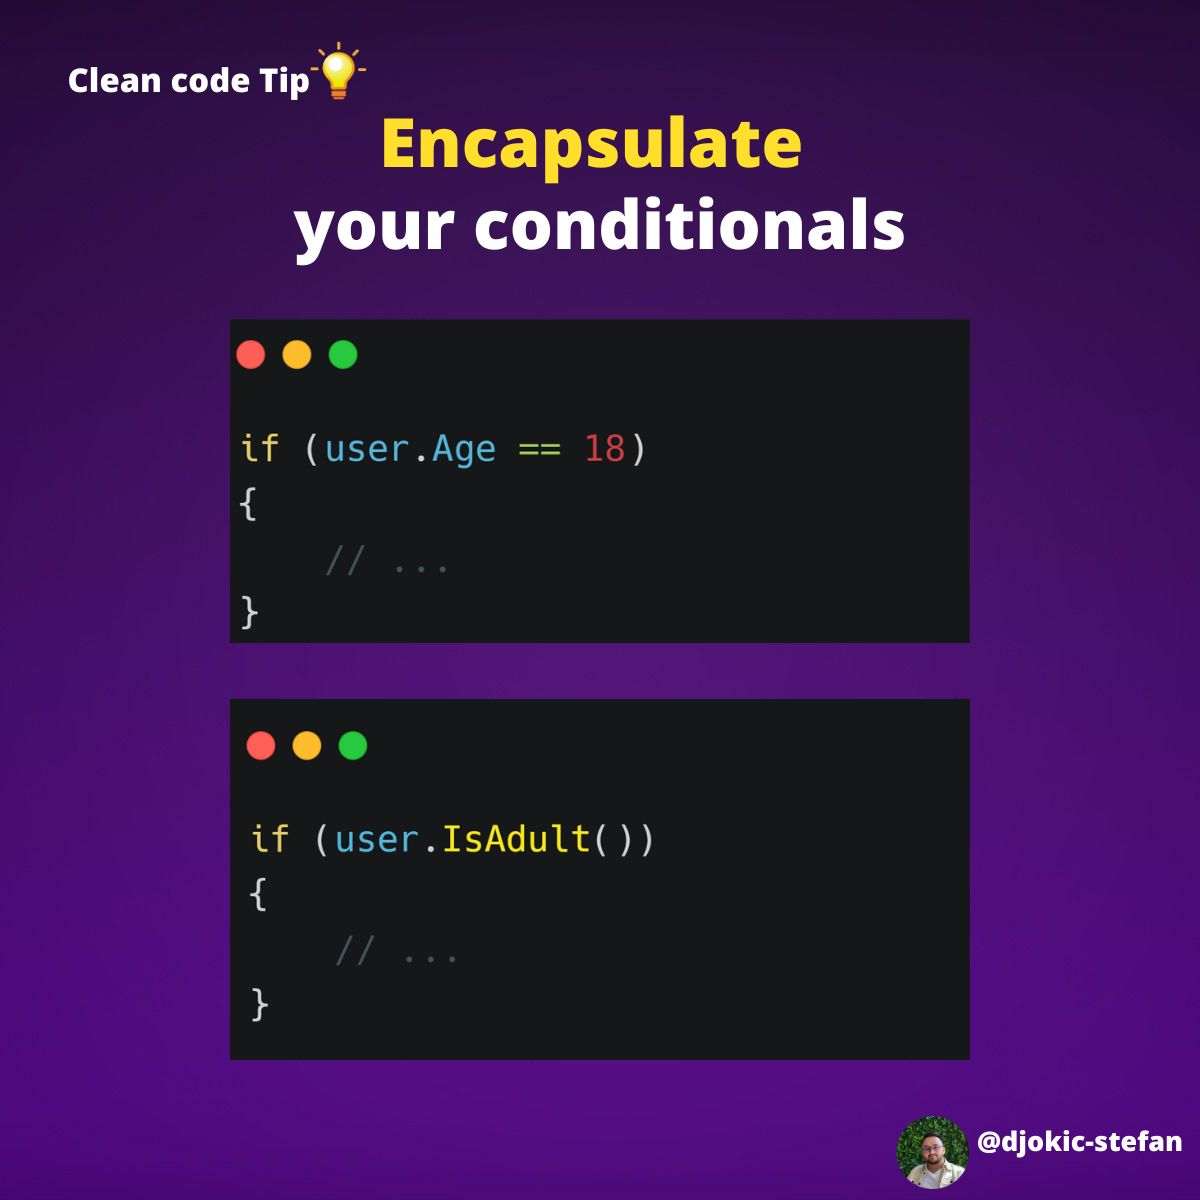 Clean code Tip
Encapsulate
your conditionals
if (user.Age == 18)
{
// ...
}
if (user.IsAdult())
{
// ...
}
@djokic-stefan